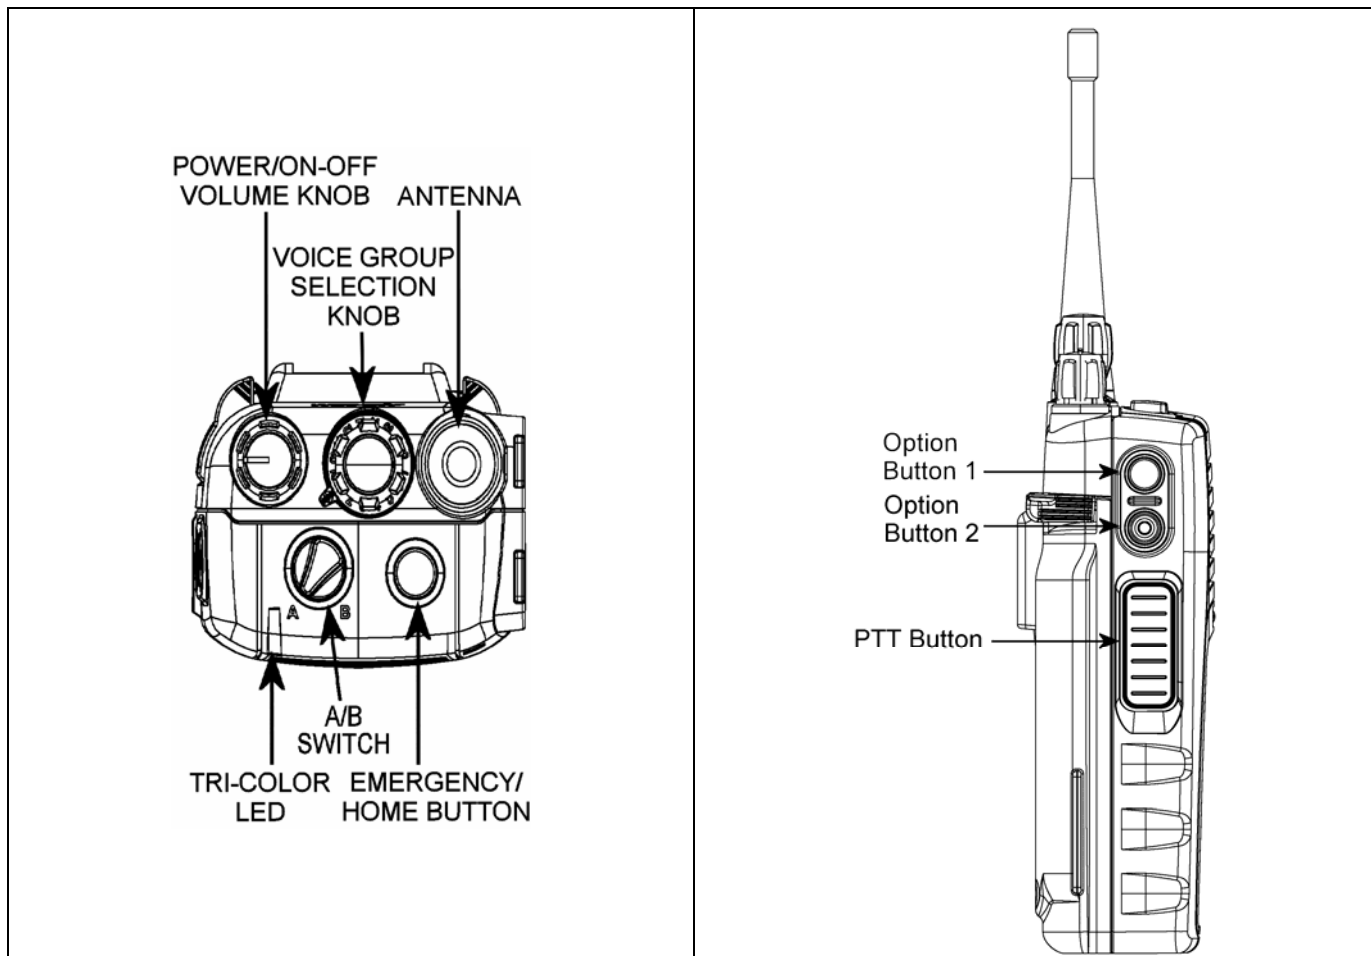 POWER/ON-OFF
VOLUME KNOB
ANTENNA
VOICE GROUP
SELECTION
KNOB
A
B
A/B
SWITCH
TRI-COLOR
LED
EMERGENCY/
HOME BUTTON
Option
Button 1
Option
Button 2
PTT Button